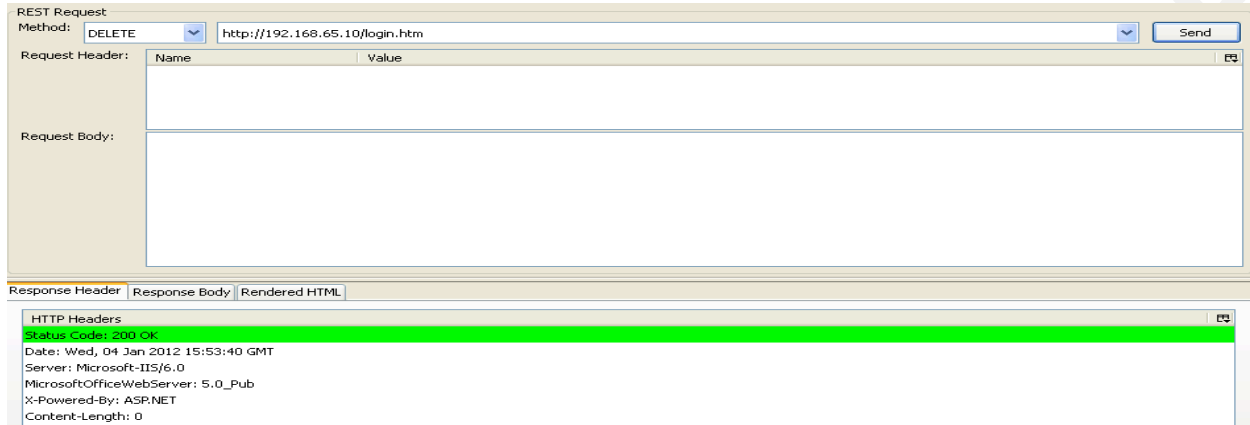 REST Request
Method: DELETE http://192.168.65.10/login.htm Send
Request Header: Name Value
Request Body:
Response Header Response Body Rendered HTML
HTTP Headers
Status Code: 200 OK
Date: Wed, 04 Jan 2012 15:53:40 GMT
Server: Microsoft-IIS/6.0
MicrosoftOfficeWebServer: 5.0_Pub
X-Powered-By: ASP.NET
Content-Length: 0